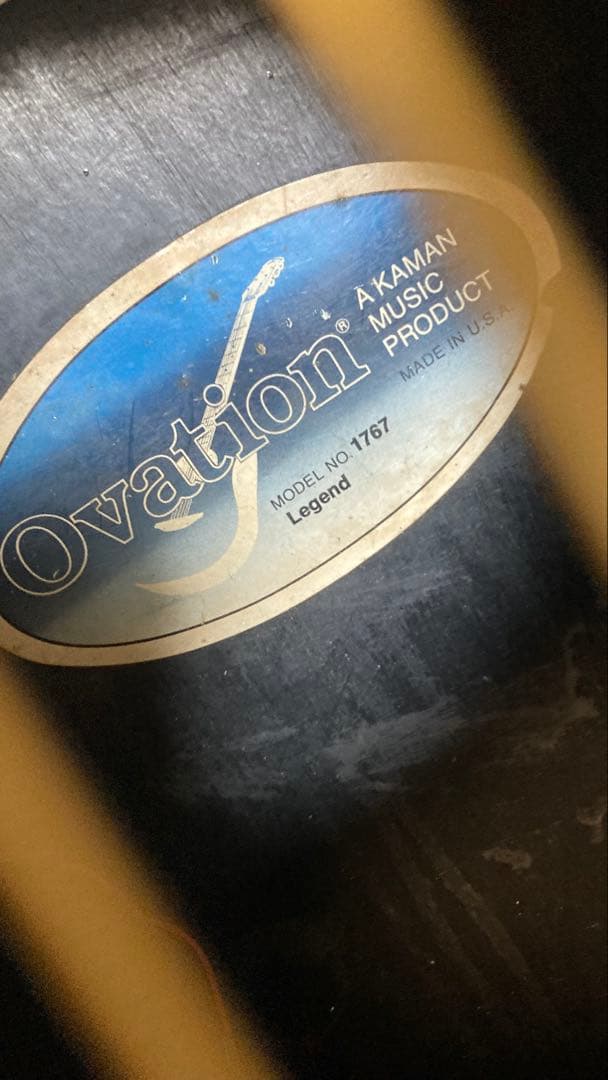 Ovation®
A KAMAN
MUSIC
PRODUCT
MADE IN U.S.A.
MODEL NO. 1767
Legend